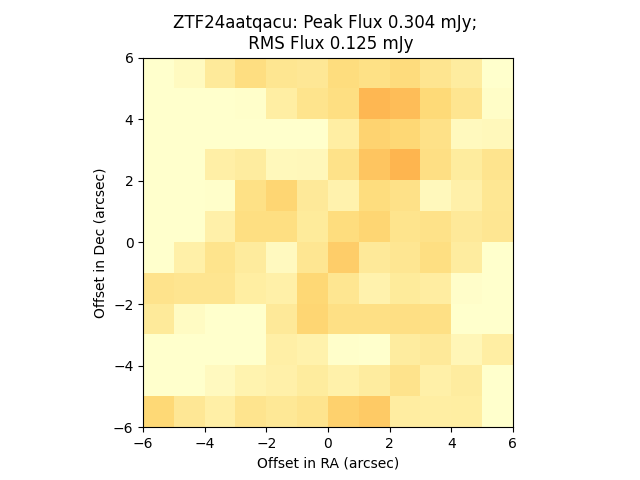 ZTF24aatqacu: Peak Flux 0.304 mJy;
RMS Flux 0.125 mJy
6
4
2
0
−2
−4
−6
Offset in Dec (arcsec)
−6 −4 −2 0 2 4 6
Offset in RA (arcsec)